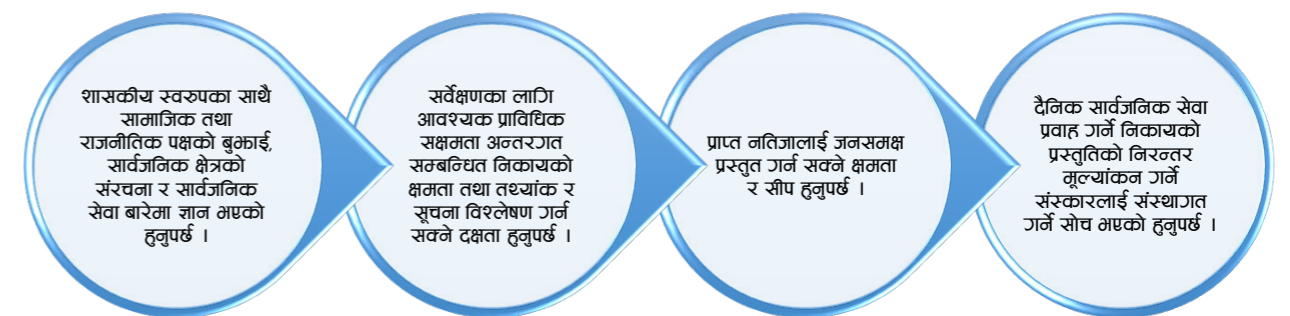 शासकीय स्वरुपका साथै
सामाजिक तथा
राजनीतिक पक्षको बुझाई,
सार्वजनिक क्षेत्रको
संरचना र सार्वजनिक
सेवा बारेमा ज्ञान भएको
हुनुपर्छ ।
सर्वेक्षणका लागि
आवश्यक प्राविधिक
सक्षमता अन्तरगत
सम्बन्धित निकायको
क्षमता तथा तथ्यांक र
सूचना विश्लेषण गर्न
सक्ने दक्षता हुनुपर्छ ।
प्राप्त नतिजालाई जनसमक्ष
प्रस्तुत गर्न सक्ने क्षमता
र सीप हुनुपर्छ ।
दैनिक सार्वजनिक सेवा
प्रवाह गर्ने निकायको
प्रस्तुतिको निरन्तर
मूल्यांकन गर्ने
संस्कारलाई संस्थागत
गर्ने सोच भएको हुनुपर्छ ।